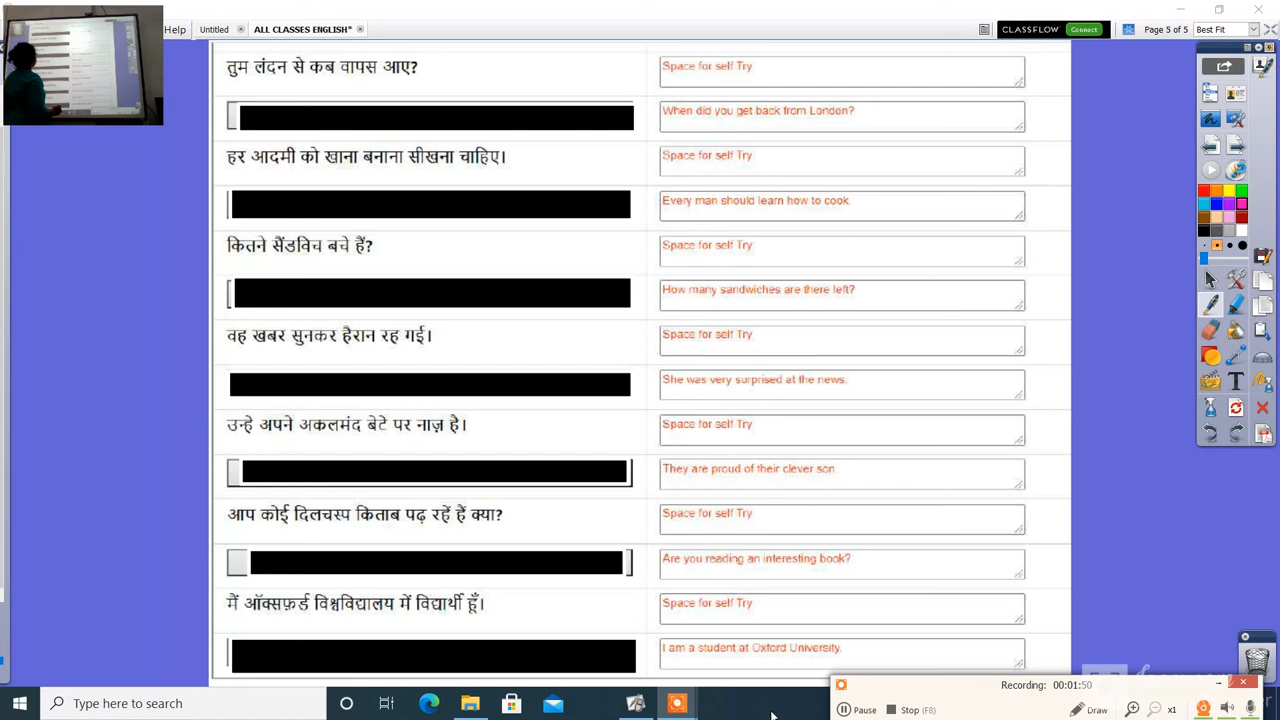 Help
Untitled
ALL CLASSES ENGLISH*
CLASSFLOW
Connect
Page 5 of 5
Best Fit
तुम लंदन से कब वापस आए?
Space for self Try
When did you get back from London?
हर आदमी को खाना बनाना सीखना चाहिए।
Space for self Try
Every man should learn how to cook.
कितने सैंडविच बचे हैं?
Space for self Try
How many sandwiches are there left?
वह खबर सुनकर हैरान रह गई।
Space for self Try
She was very surprised at the news.
उन्हे अपने अकलमंद बेटे पर नाज़ है।
Space for self Try
They are proud of their clever son.
आप कोई दिलचस्प किताब पढ़ रहें हैं क्या?
Space for self Try
Are you reading an interesting book?
मैं ऑक्सफ़र्ड विश्वविद्यालय में विद्यार्थी हूँ।
Space for self Try
I am a student at Oxford University.
Recording: 00:01:50
Pause
Stop (F8)
Draw
x1
Type here to search